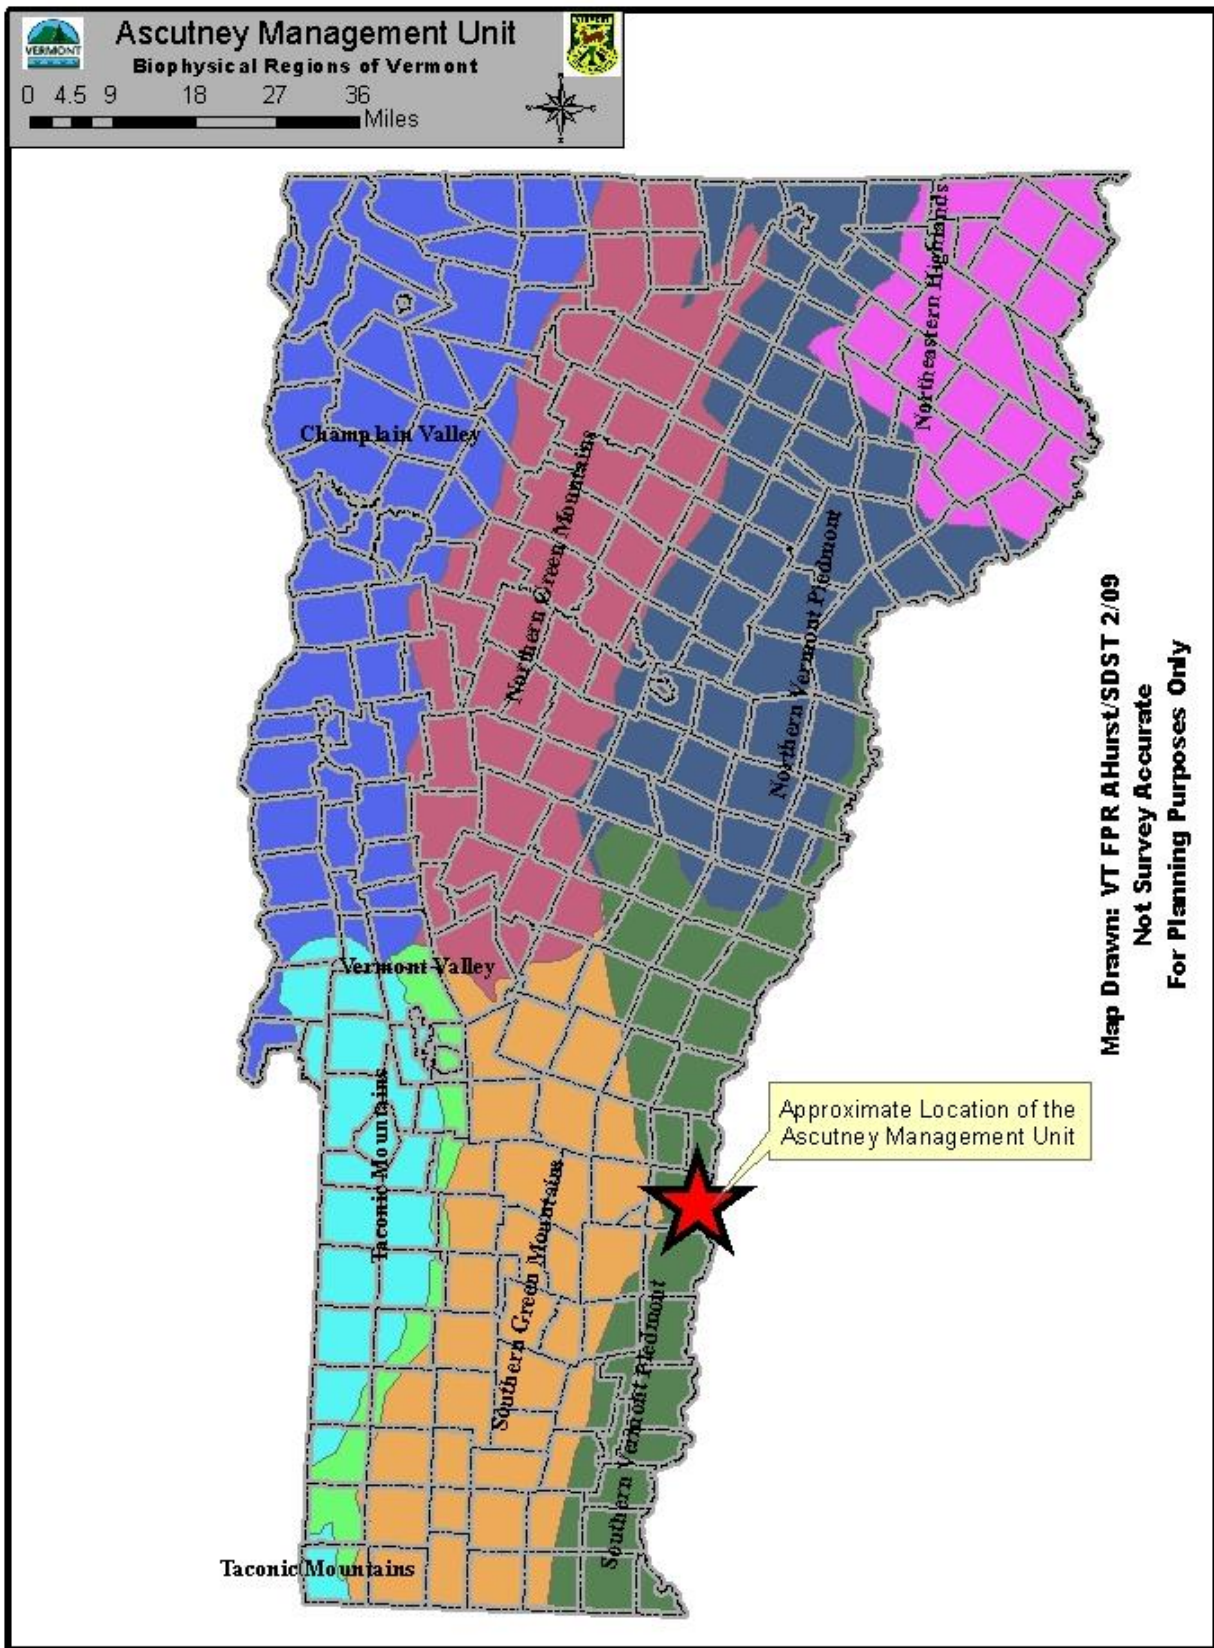 VERMONT
Ascutney Management Unit
Biophysical Regions of Vermont
0 4.5 9 18 27 36
Miles
Northeastern Highlands
Champlain Valley
Northern Green Mountains
Northern Vermont Piedmont
Map Drawn: VT FPR AHurst/SDST 2/09
Not Survey Accurate
For Planning Purposes Only
Vermont Valley
Taconic Mountains
Approximate Location of the
Ascutney Management Unit
Southern Green Mountains
Southern Vermont Piedmont
Taconic Mountains